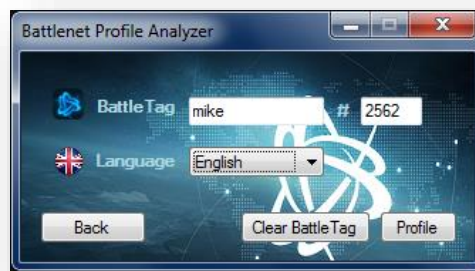 Battlenet Profile Analyzer
BattleTag mike # 2562
Language English
Back Clear BattleTag Profile